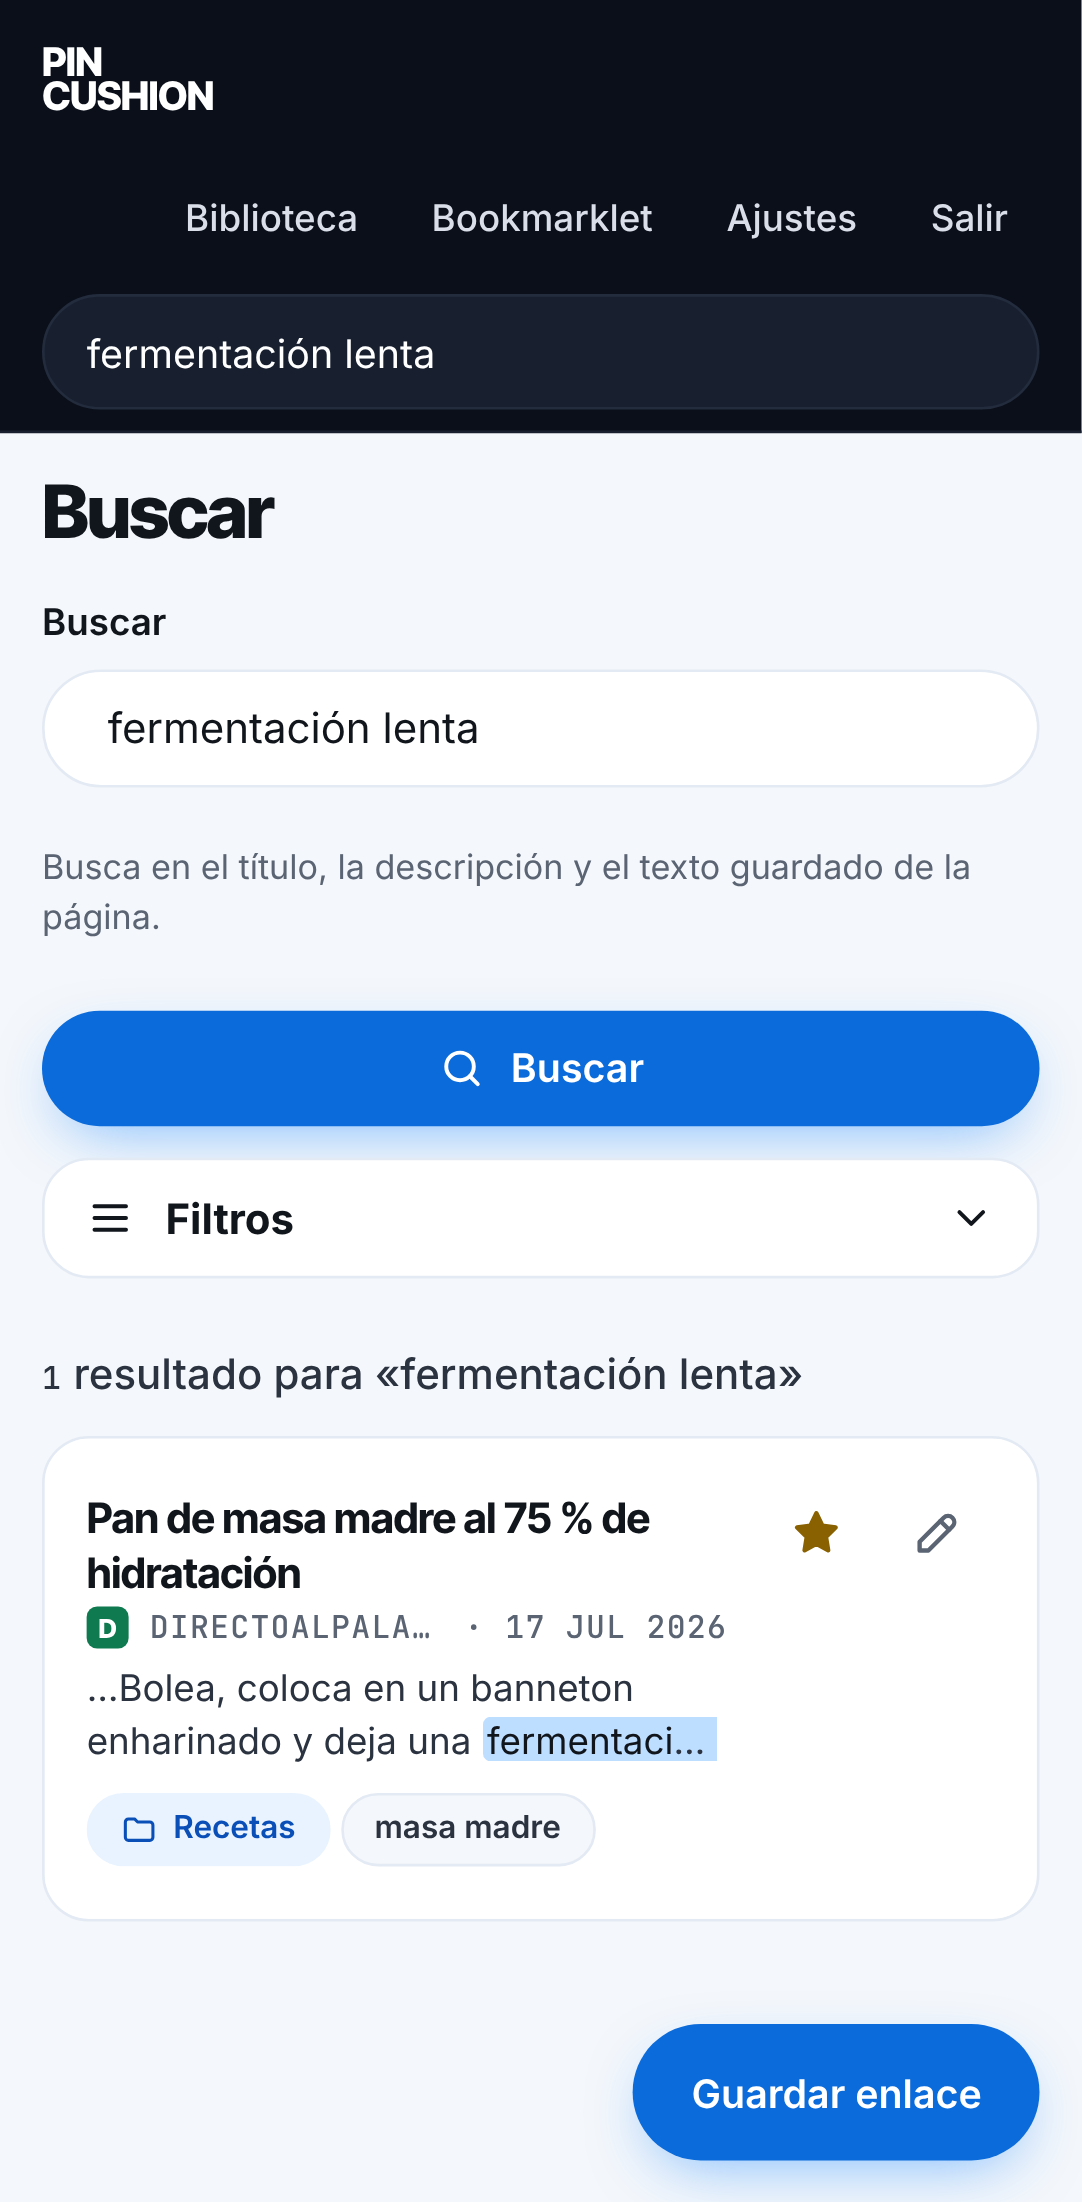 PIN
CUSHION
Biblioteca Bookmarklet Ajustes Salir
fermentación lenta
Buscar
Buscar
fermentación lenta
Busca en el título, la descripción y el texto guardado de la
página.
Buscar
Filtros
1 resultado para «fermentación lenta»
Pan de masa madre al 75 % de
hidratación
D DIRECTOALPALA… · 17 JUL 2026
…Bolea, coloca en un banneton
enharinado y deja una fermentaci…
Recetas masa madre
Guardar enlace